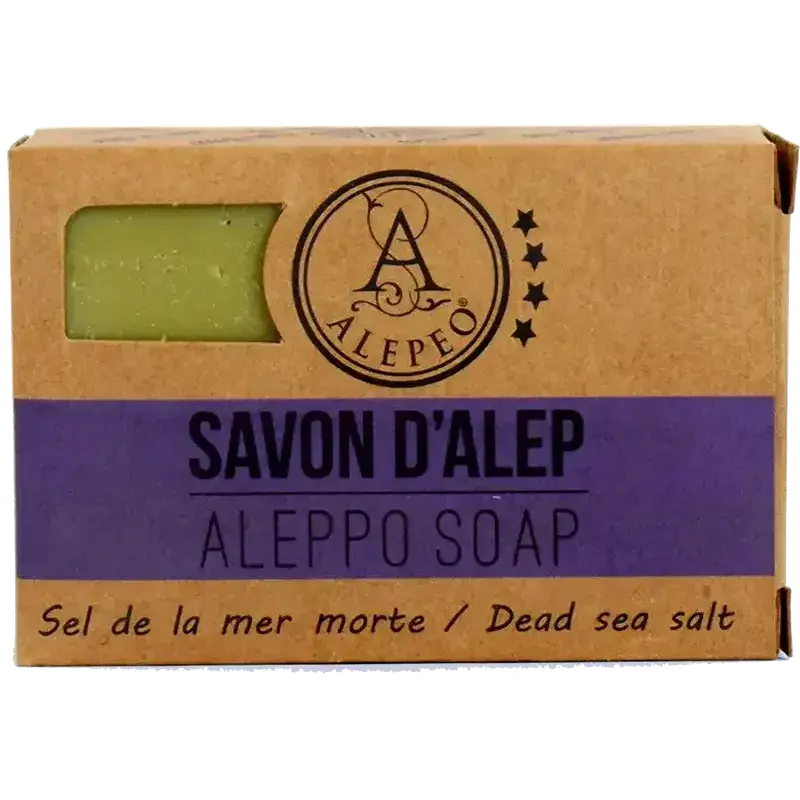 A
ALEPEO®
SAVON D'ALEP
ALEPPO SOAP
Sel de la mer morte / Dead sea salt